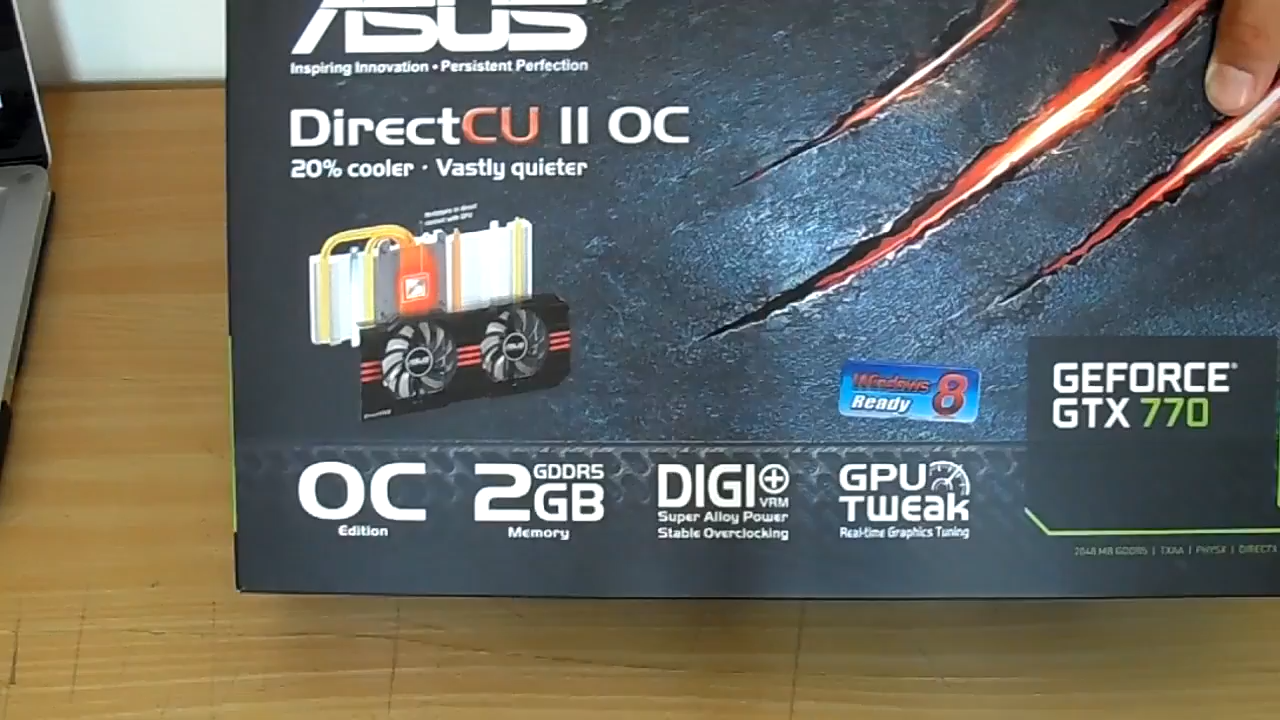 ASUS
Inspiring Innovation • Persistent Perfection
DirectCU II OC
20% cooler · Vastly quieter
Windows 8
Ready
GEFORCE®
GTX 770
OC
Edition
2GB GDDR5
Memory
DIGI+ VRM
Super Alloy Power
Stable Overclocking
GPU
TWEAK
Real-time Graphics Tuning
2048 MB GDDR5 | TXAA | PHYSX | DIRECTX